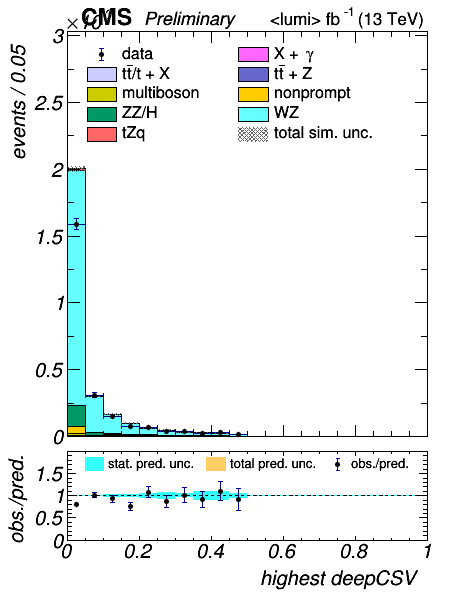 CMS Preliminary <lumi> fb⁻¹ (13 TeV)
3
data X + γ
tt̄/t + X tt̄ + Z
multiboson nonprompt
ZZ/H WZ
tZ̄q total sim. unc.
events / 0.05
2.5
2
1.5
1
0.5
0
stat. pred. unc. total pred. unc. obs./pred.
obs./pred.
1.5
1
0.5
0
0 0.2 0.4 0.6 0.8 1
highest deepCSV